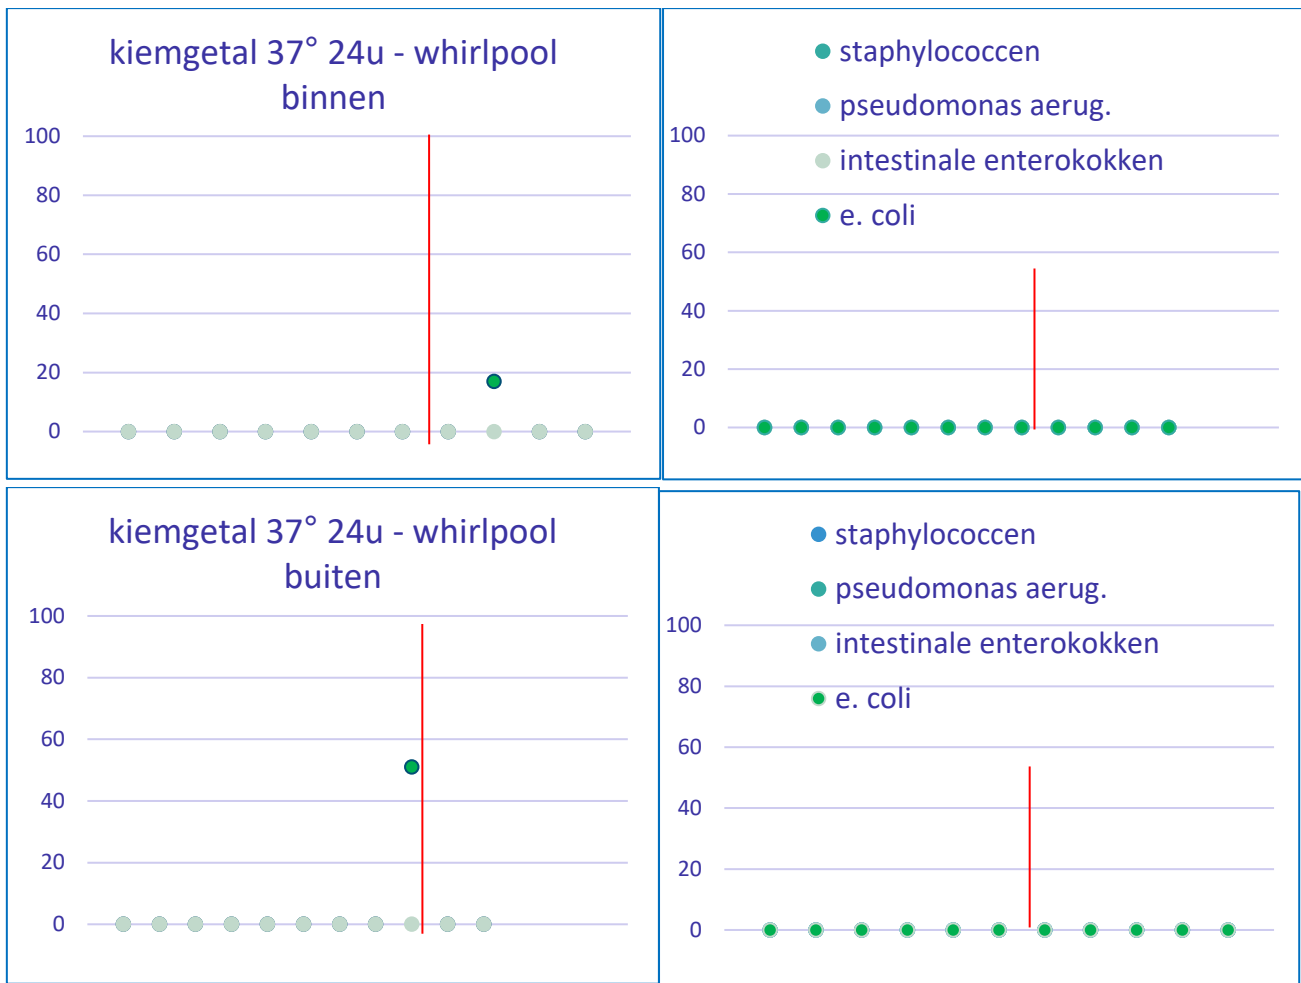 kiemgetal 37° 24u - whirlpool
binnen
100
80
60
40
20
0
staphylococcen
pseudomonas aerug.
100
intestinale enterokokken
80
e. coli
60
40
20
0
kiemgetal 37° 24u - whirlpool
buiten
100
80
60
40
20
0
staphylococcen
pseudomonas aerug.
100
intestinale enterokokken
80
e. coli
60
40
20
0